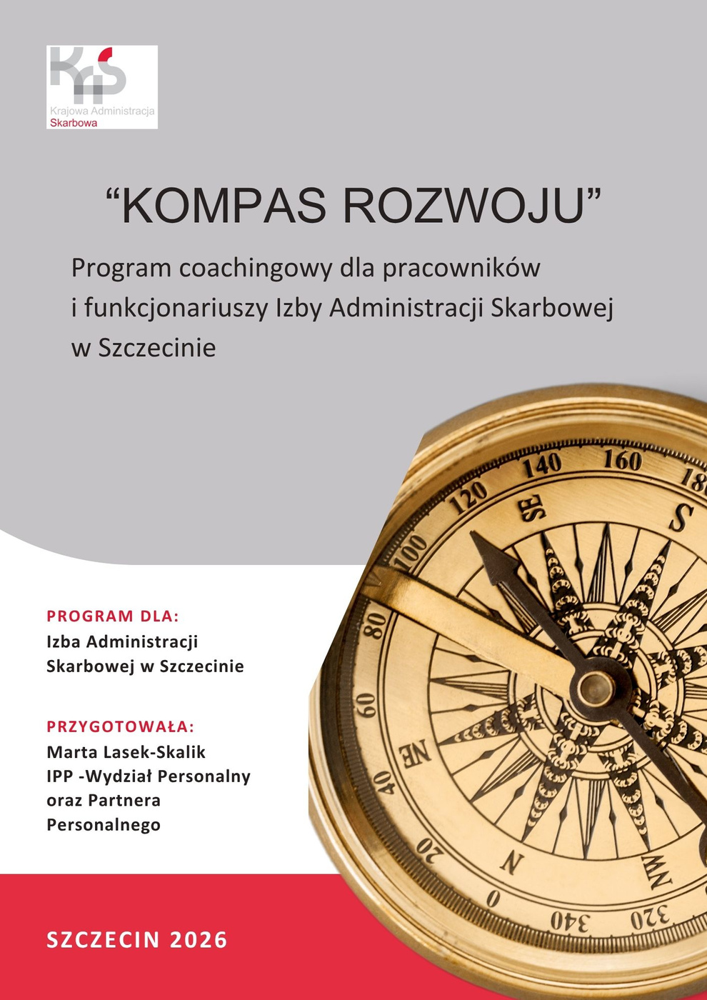 KAS
Krajowa Administracja
Skarbowa
“KOMPAS ROZWOJU”
Program coachingowy dla pracowników
i funkcjonariuszy Izby Administracji Skarbowej
w Szczecinie
PROGRAM DLA:
Izba Administracji
Skarbowej w Szczecinie
PRZYGOTOWAŁA:
Marta Lasek-Skalik
IPP -Wydział Personalny
oraz Partnera
Personalnego
SZCZECIN 2026
140
160
120
SE
S
100
80
60
NE
40
20
N
NW
0
340
320